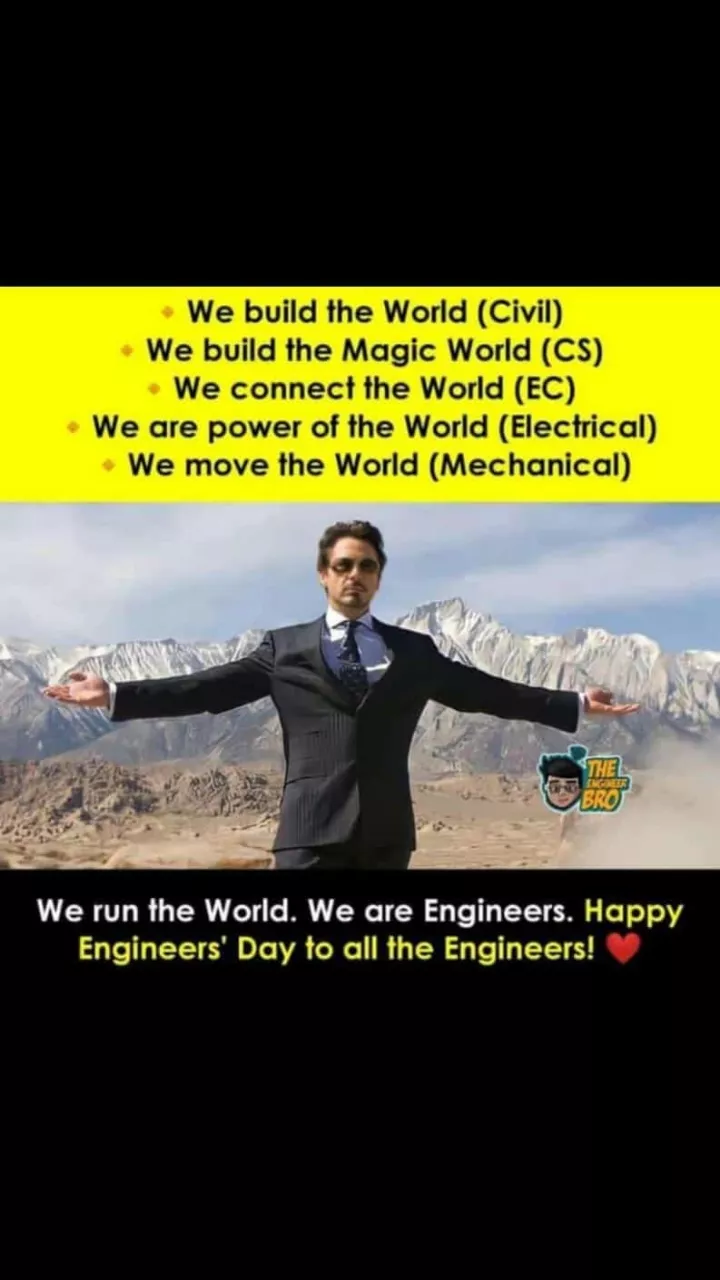 🔸 We build the World (Civil)
🔸 We build the Magic World (CS)
🔸 We connect the World (EC)
🔸 We are power of the World (Electrical)
🔸 We move the World (Mechanical)
THE
ENGINEER
BRO
We run the World. We are Engineers. Happy
Engineers' Day to all the Engineers! ❤️